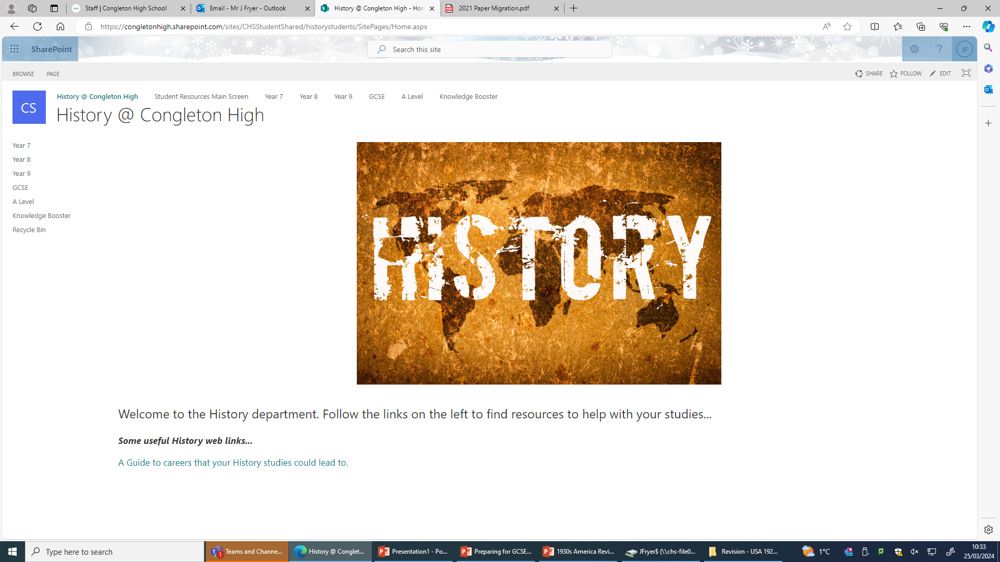 Staff | Congleton High School
Email - Mr J Fryer - Outlook
History @ Congleton High - Hom
2021 Paper Migration.pdf
https://congletonhigh.sharepoint.com/sites/CHSStudentShared/historystudents/SitePages/Home.aspx
SharePoint
Search this site
JF
BROWSE PAGE
SHARE FOLLOW EDIT
CS
History @ Congleton High Student Resources Main Screen Year 7 Year 8 Year 9 GCSE A Level Knowledge Booster
History @ Congleton High
Year 7
Year 8
Year 9
GCSE
A Level
Knowledge Booster
Recycle Bin
HISTORY
Welcome to the History department. Follow the links on the left to find resources to help with your studies...
Some useful History web links...
A Guide to careers that your History studies could lead to.
Type here to search
Teams and Channe...
History @ Conglet...
Presentation1 - Po...
Preparing for GCSE...
1930s America Revi...
JFryer$ (\\chs-file0...
Revision - USA 192...
1°C
10:33
25/03/2024